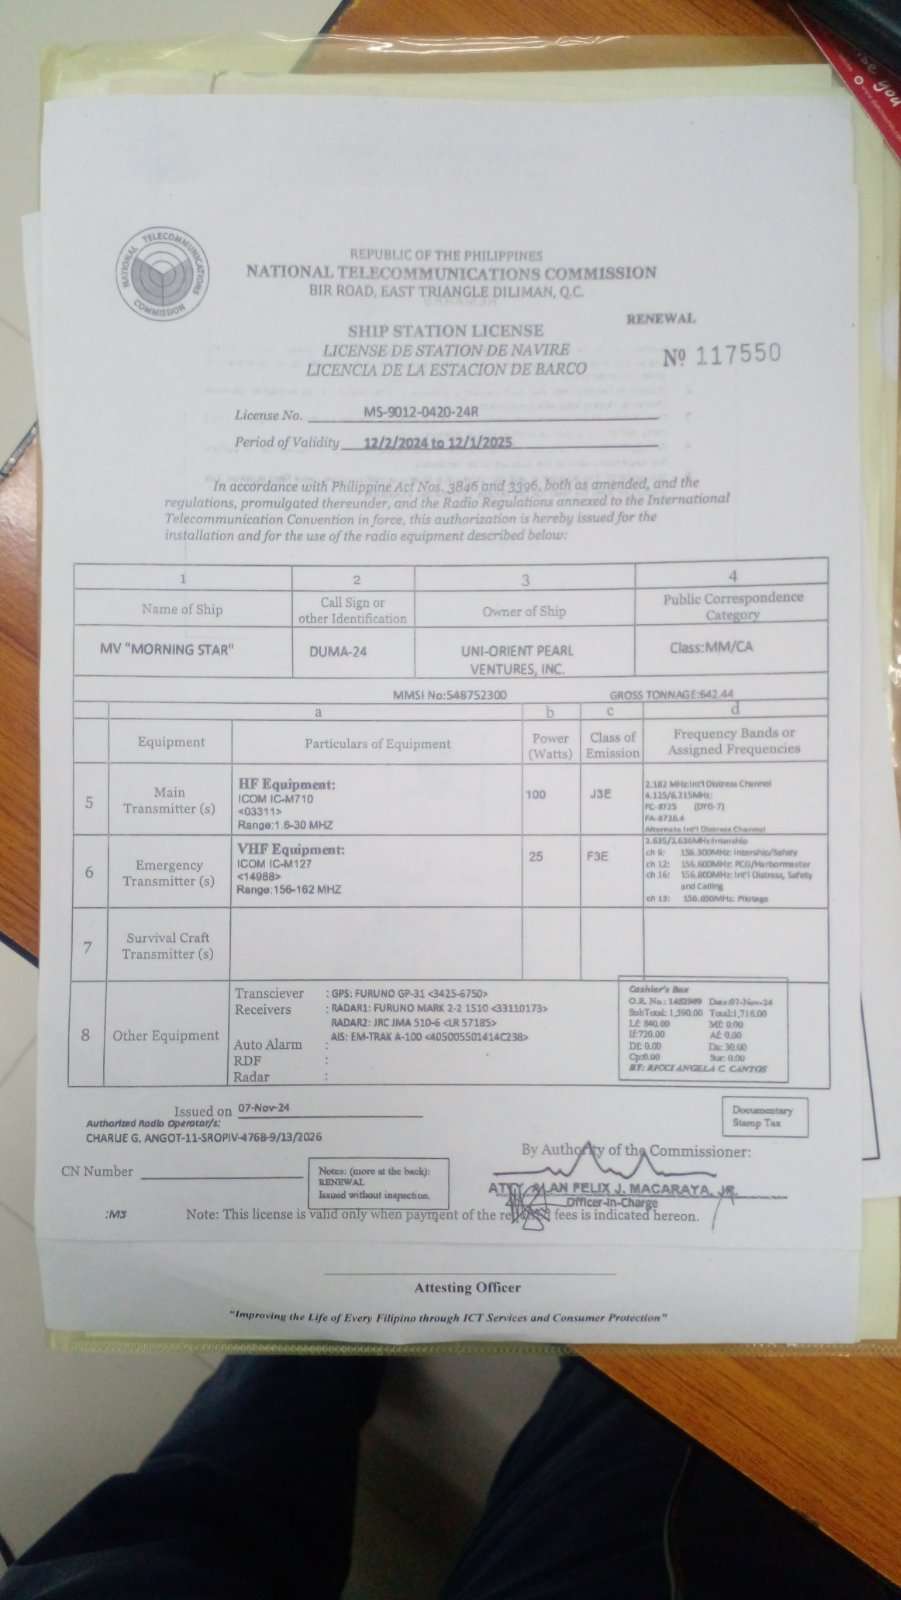 NATIONAL TELECOMMUNICATIONS COMMISSION
REPUBLIC OF THE PHILIPPINES
NATIONAL TELECOMMUNICATIONS COMMISSION
BIR ROAD, EAST TRIANGLE DILIMAN, Q.C.
RENEWAL
SHIP STATION LICENSE
LICENSE DE STATION DE NAVIRE
LICENCIA DE LA ESTACION DE BARCO
Nº 117550
License No. MS-9012-0420-24R
Period of Validity 12/2/2024 to 12/1/2025
In accordance with Philippine Act Nos. 3846 and 3396, both as amended, and the
regulations, promulgated thereunder, and the Radio Regulations annexed to the International
Telecommunication Convention in force, this authorization is hereby issued for the
installation and for the use of the radio equipment described below:
1 2 3 4
Name of Ship
Call Sign or
other Identification
Owner of Ship
Public Correspondence
Category
MV "MORNING STAR"
DUMA-24
UNI-ORIENT PEARL
VENTURES, INC.
Class:MM/CA
MMSI No:548752300 GROSS TONNAGE:642.44
a b c d
Equipment
Particulars of Equipment
Power
(Watts)
Class of
Emission
Frequency Bands or
Assigned Frequencies
5
Main
Transmitter (s)
HF Equipment:
ICOM IC-M710
<03311>
Range:1.6-30 MHZ
100
J3E
2.182 MHz:Int'l Distress Channel
4.125/6.215MHz:
FC-8725 (DYO-7)
FA-8726.4
Alternate Int'l Distress Channel
2.635/2.636MHz:Intership
6
Emergency
Transmitter (s)
VHF Equipment:
ICOM IC-M127
<14988>
Range:156-162 MHZ
25
F3E
ch 6: 156.300MHz: Intership/Safety
ch 12: 156.600MHz: PCG/Harbormaster
ch 16: 156.800MHz: Int'l Distress, Safety
and Calling
ch 13: 156.650MHz: Pilotage
7
Survival Craft
Transmitter (s)
8
Other Equipment
Transciever : GPS: FURUNO GP-31 <3425-6750>
Receivers : RADAR1: FURUNO MARK 2-2 1510 <33110173>
RADAR2: JRC JMA 510-6 <LR 57185>
Auto Alarm : AIS: EM-TRAK A-100 <405005501414C238>
RDF :
Radar :
Cashier's Box
O.R. No.: 1482989 Date:07-Nov-24
SubTotal: 1,590.00 Total:1,716.00
LF: 840.00 MF: 0.00
IF:720.00 AF: 0.00
DF: 0.00 Ds: 30.00
Cp:0.00 Sur: 0.00
BY: RICCI ANGELA C. CANTOS
Issued on 07-Nov-24
Authorized Radio Operator/s:
CHARLIE G. ANGOT-11-SROPIV-4768-9/13/2026
Documentary
Stamp Tax
By Authority of the Commissioner:
CN Number
Notes: (more at the back):
RENEWAL
Issued without inspection.
ATTY. ALAN FELIX J. MACARAYA, JR.
Officer-In-Charge
:MS
Note: This license is valid only when payment of the fees is indicated hereon.
Attesting Officer
"Improving the Life of Every Filipino through ICT Services and Consumer Protection"